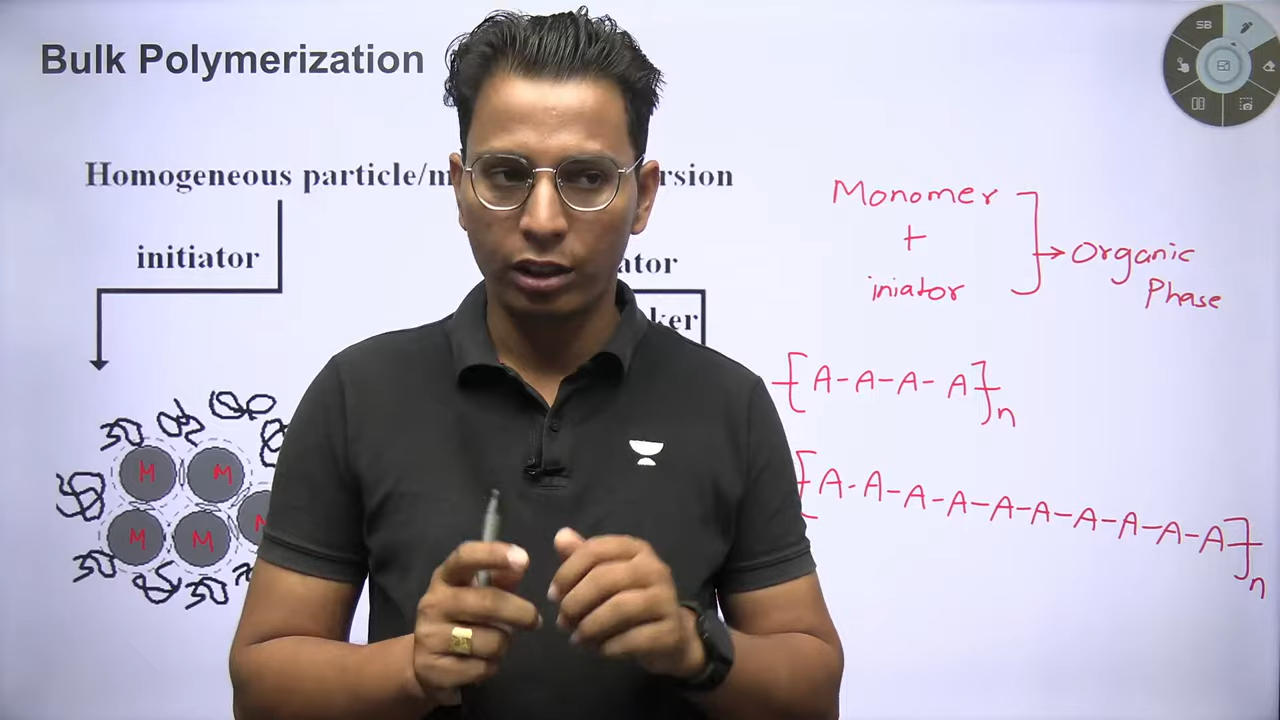 Bulk Polymerization
SB
Homogeneous particle/m rsion
initiator
ator
ker
Monomer
+
iniator
Organic
Phase
[A-A-A-A]n
[A-A-A-A-A-A-A-A-A-A]n
M M
M M M